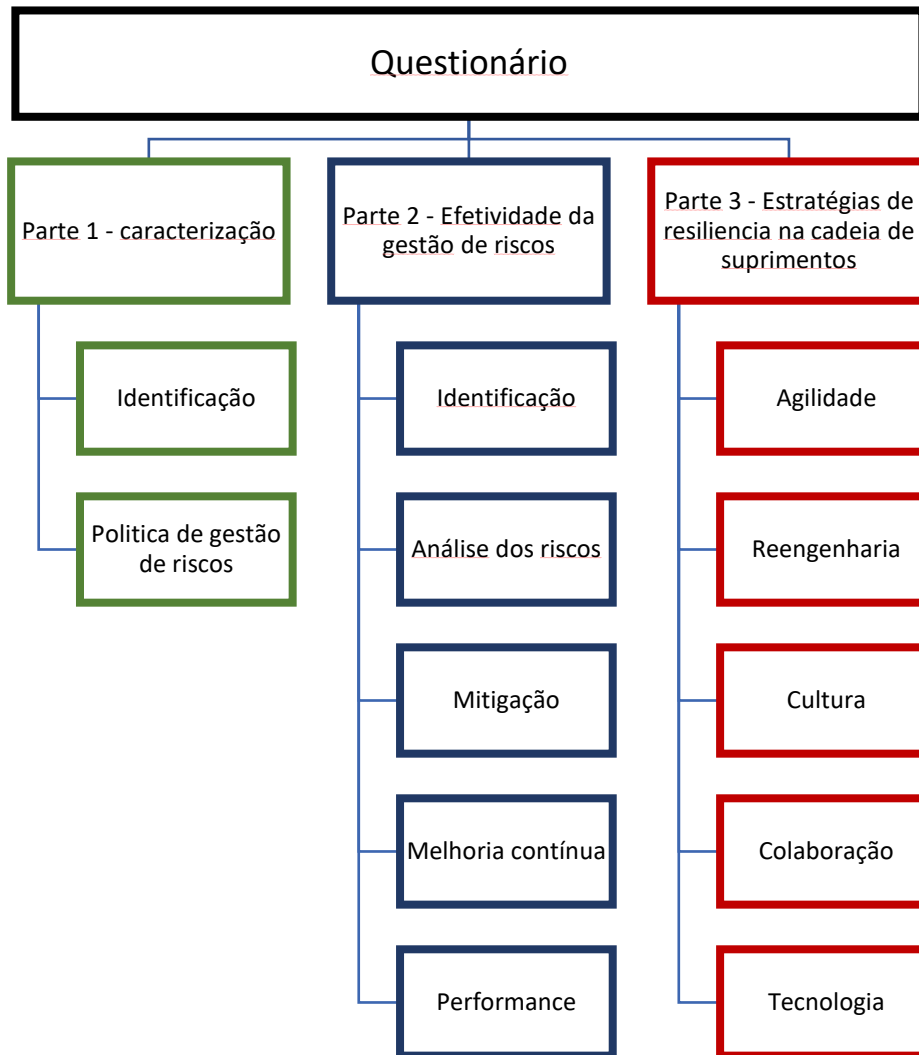 Questionário
Parte 1 - caracterização
Identificação
Politica de gestão
de riscos
Parte 2 - Efetividade da
gestão de riscos
Identificação
Análise dos riscos
Mitigação
Melhoria contínua
Performance
Parte 3 - Estratégias de
resiliencia na cadeia de
suprimentos
Agilidade
Reengenharia
Cultura
Colaboração
Tecnologia